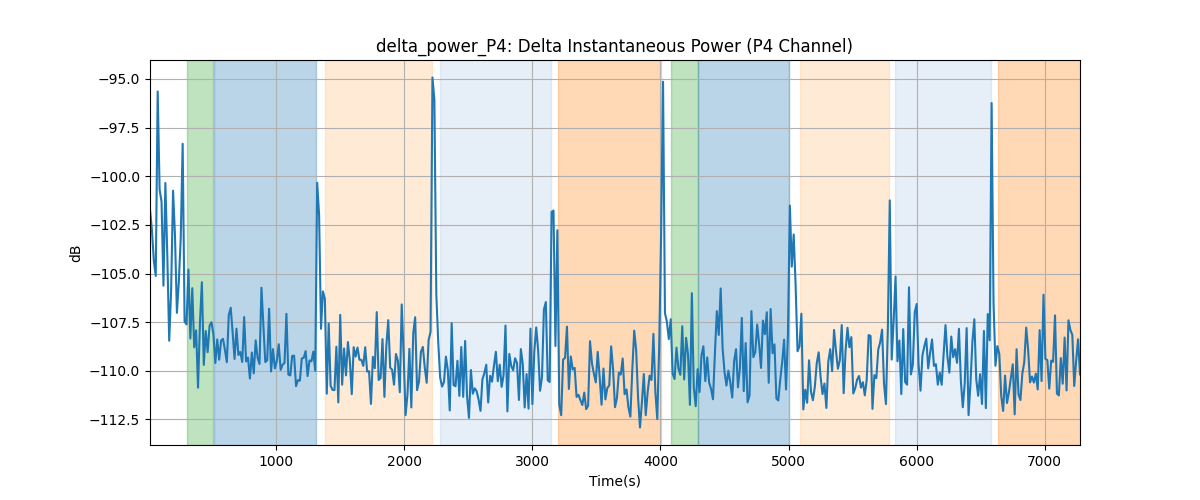 delta_power_P4: Delta Instantaneous Power (P4 Channel)
dB
−95.0
−97.5
−100.0
−102.5
−105.0
−107.5
−110.0
−112.5
1000 2000 3000 4000 5000 6000 7000
Time(s)